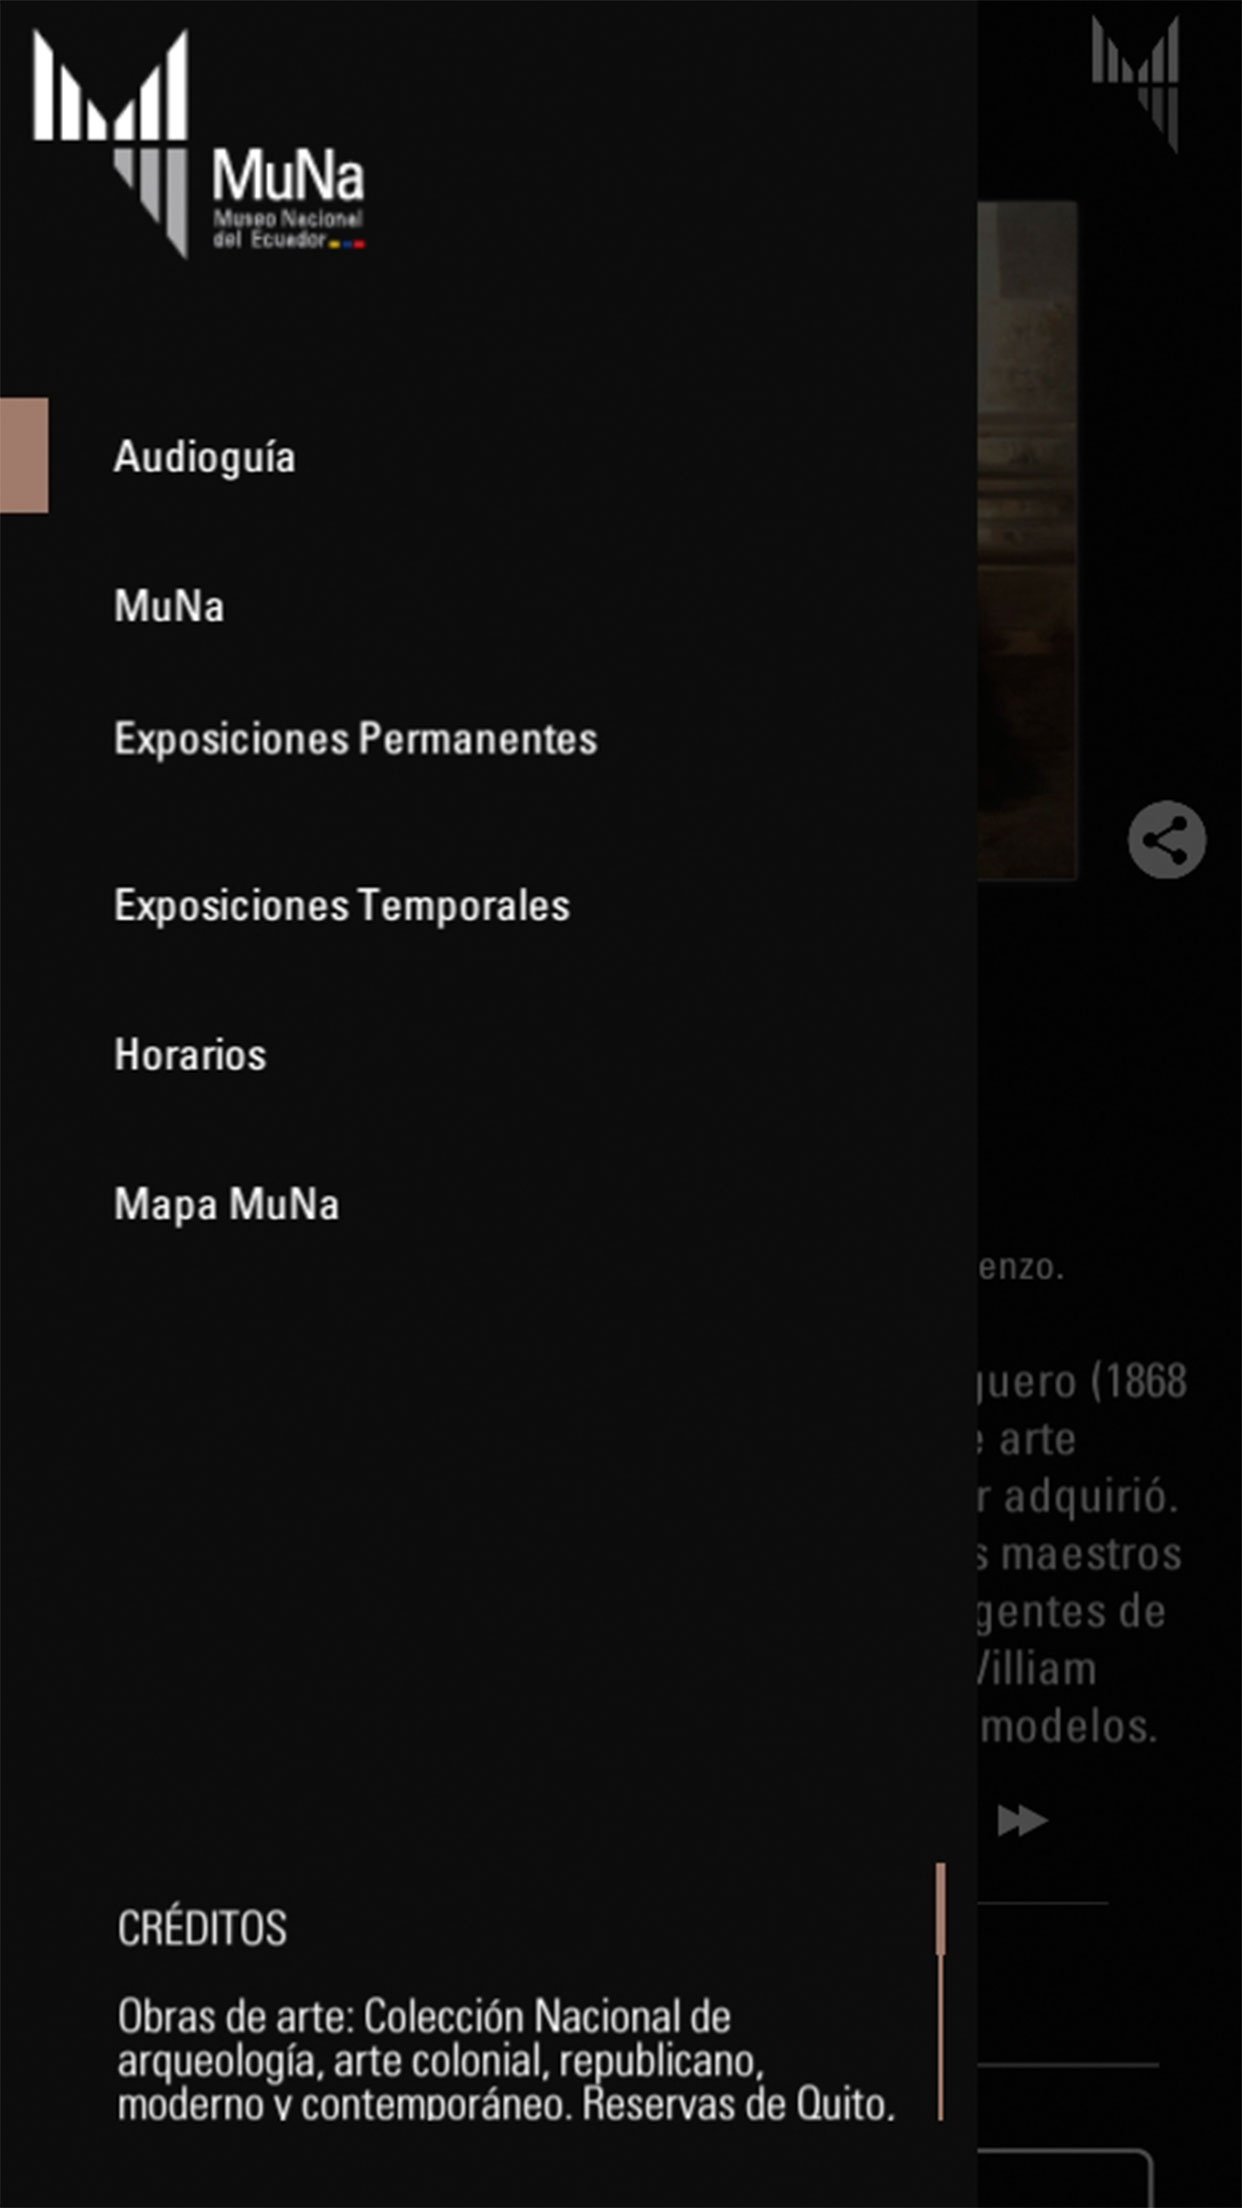 MuNa
Museo Nacional
del Ecuador
Audioguía
MuNa
Exposiciones Permanentes
Exposiciones Temporales
Horarios
Mapa MuNa
enzo.
guero (1868
e arte
r adquirió.
s maestros
gentes de
William
modelos.
CRÉDITOS
Obras de arte: Colección Nacional de
arqueología, arte colonial, republicano,
moderno y contemporáneo. Reservas de Quito,